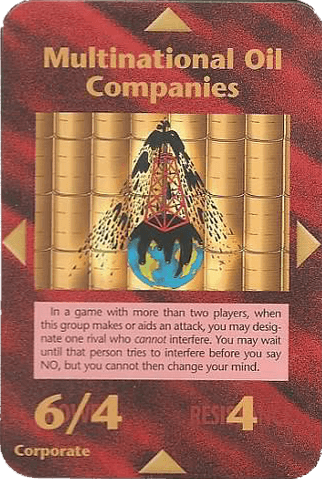 Multinational Oil
Companies
In a game with more than two players, when
this group makes or aids an attack, you may desig-
nate one rival who cannot interfere. You may wait
until that person tries to interfere before you say
NO, but you cannot then change your mind.
6/4 4
Corporate